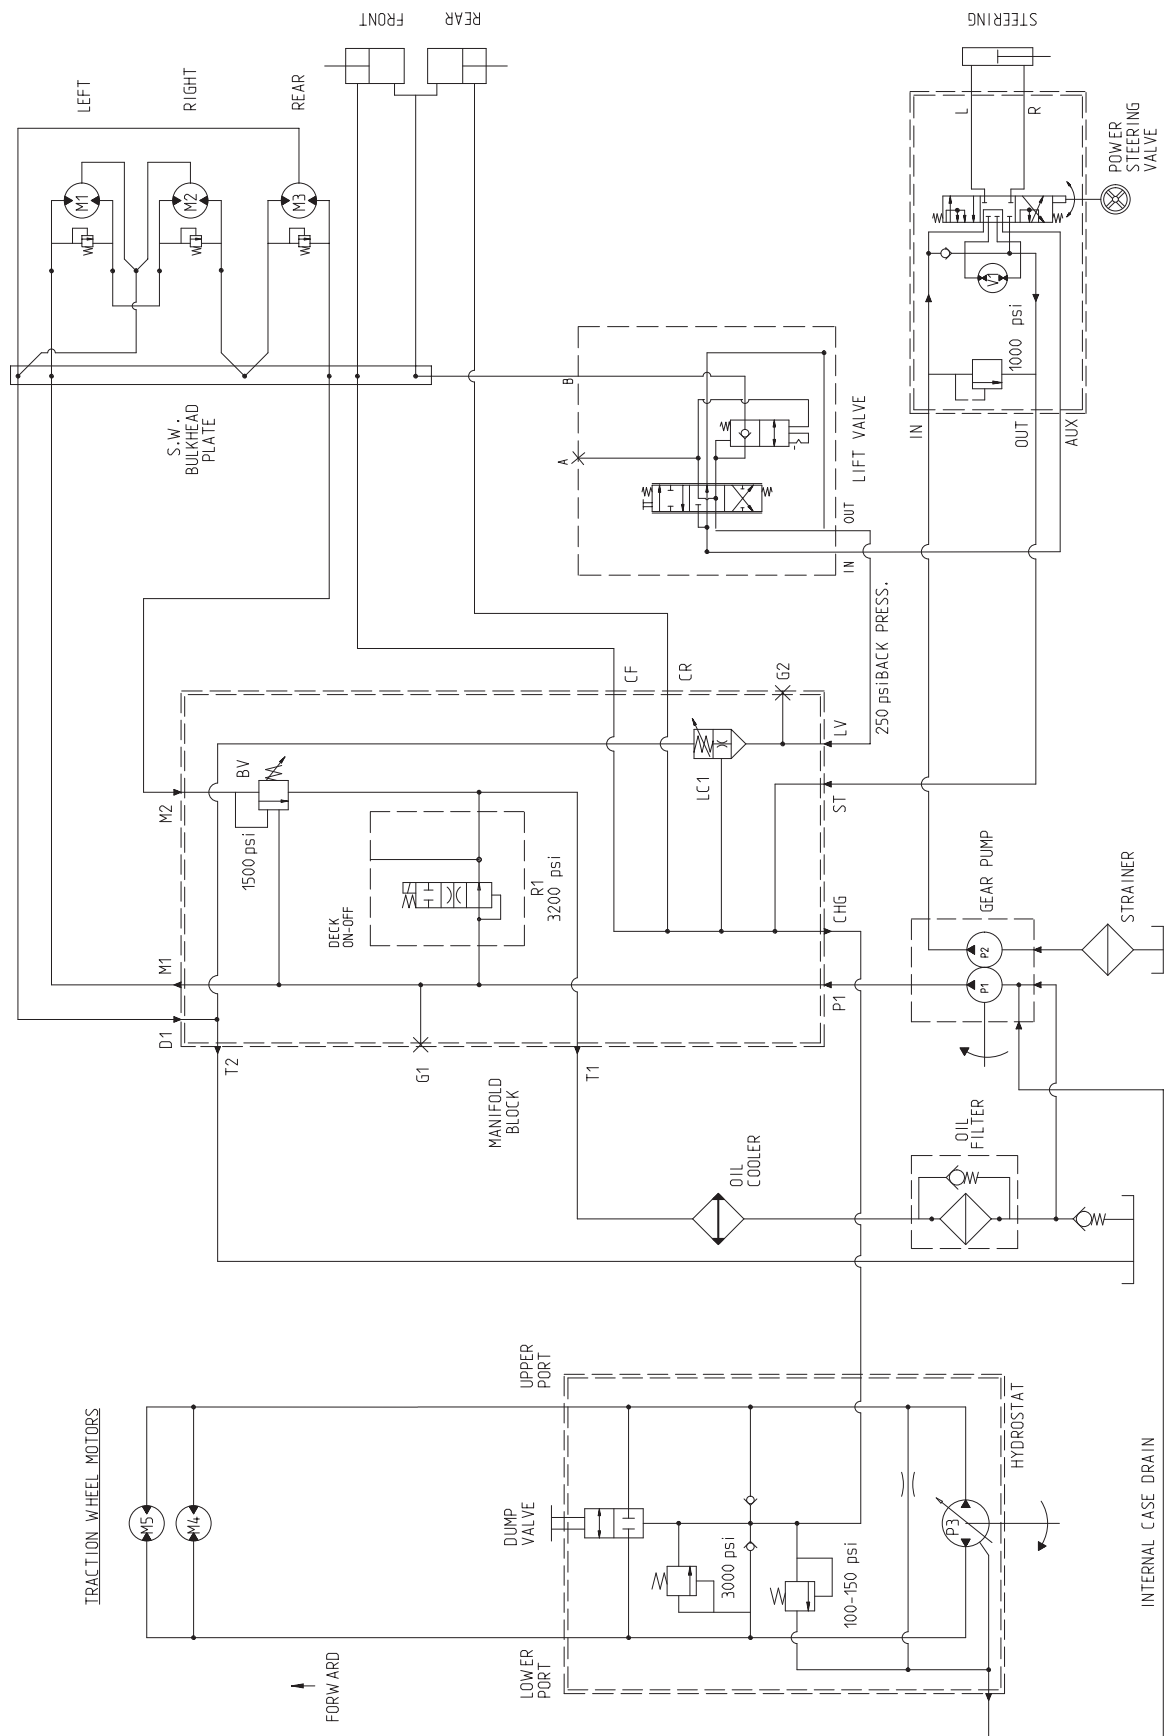 FRONT
REAR
STEERING
LEFT
RIGHT
REAR
M1
M2
M3
L
R
POWER
STEERING
VALVE
V1
1000 psi
IN
OUT
AUX
S.W.
BULKHEAD
PLATE
B
A
LIFT VALVE
OUT
IN
250 psi BACK PRESS.
CF
CR
G2
LV
LC1
ST
M2
BV
1500 psi
DECK
ON-OFF
R1
3200 psi
CHG
M1
P1
D1
T2
G1
T1
MANIFOLD
BLOCK
GEAR PUMP
P2
P1
STRAINER
OIL
COOLER
OIL
FILTER
TRACTION WHEEL MOTORS
M5
M4
UPPER
PORT
DUMP
VALVE
3000 psi
100-150 psi
P3
HYDROSTAT
LOWER
PORT
FORWARD
INTERNAL CASE DRAIN